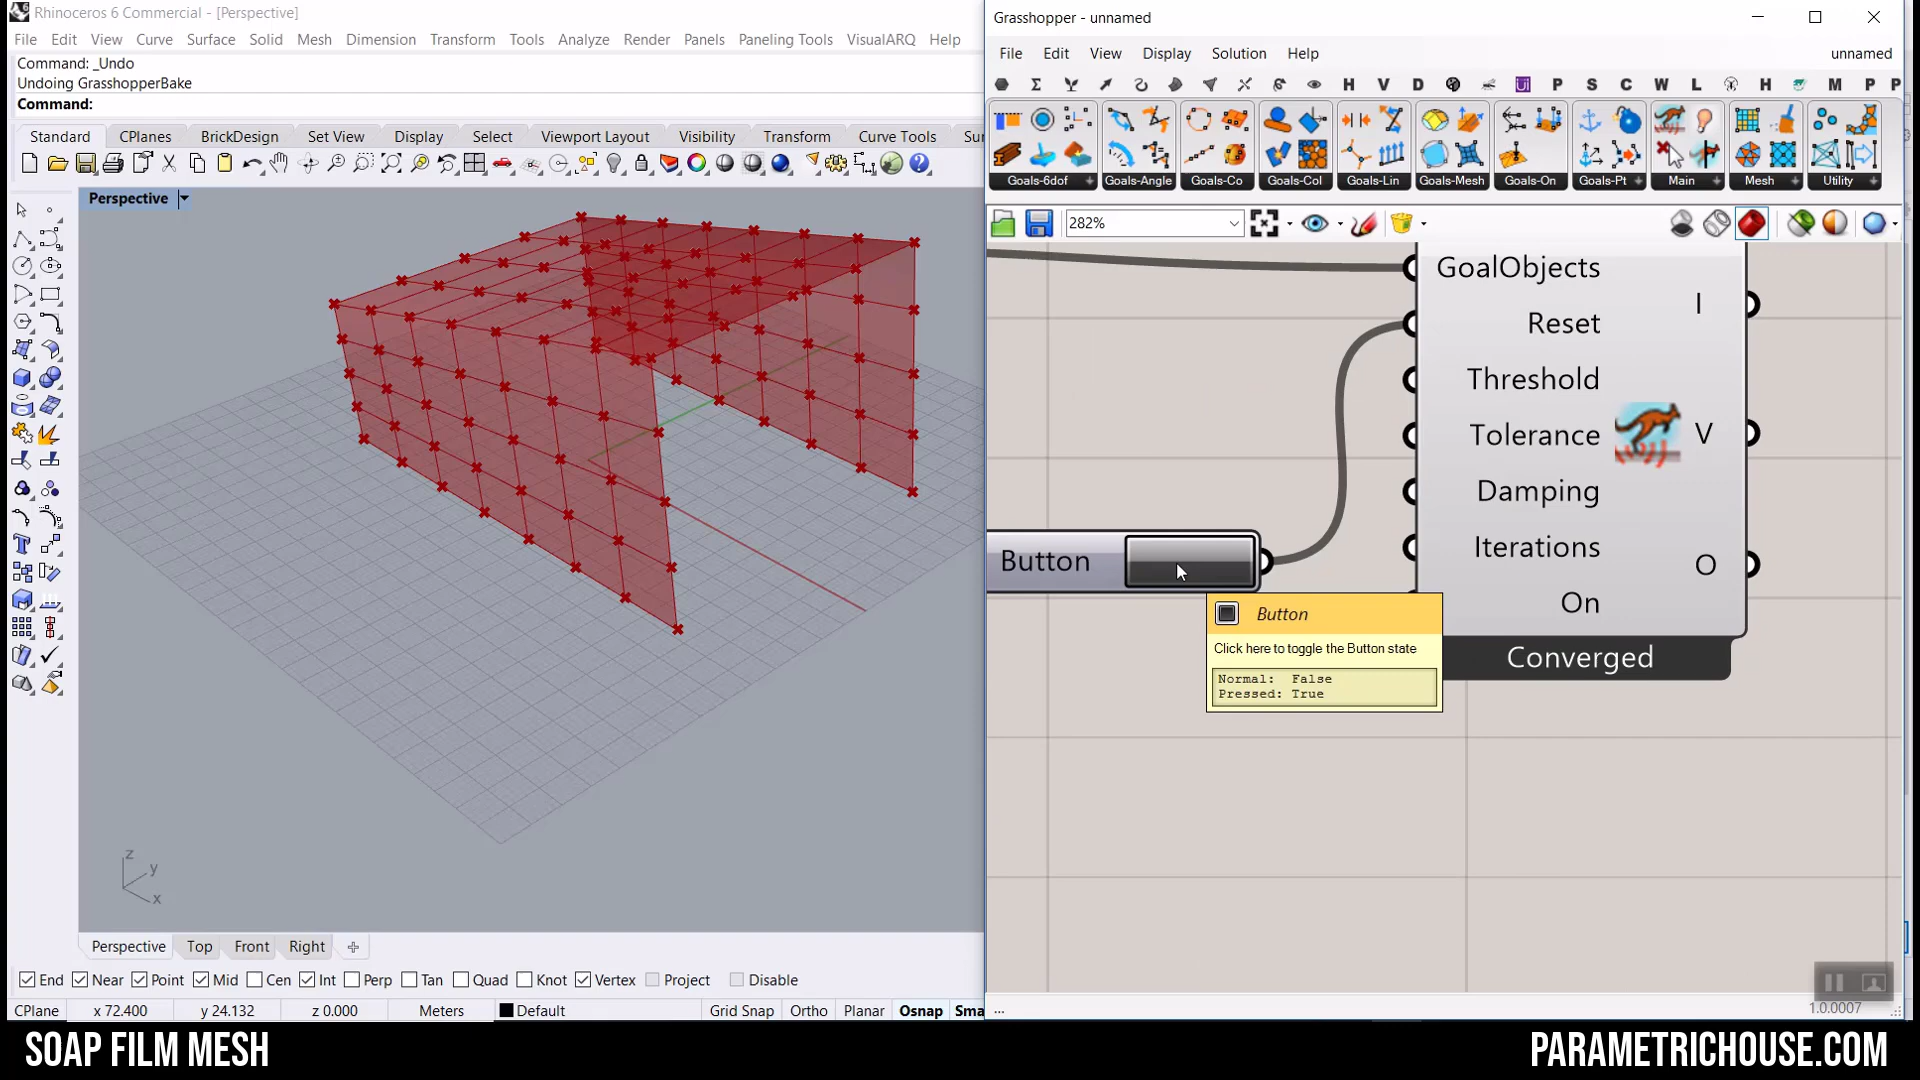 Rhinoceros 6 Commercial - [Perspective]
File Edit View Curve Surface Solid Mesh Dimension Transform Tools Analyze Render Panels Paneling Tools VisualARQ Help
Command: _Undo
Undoing GrasshopperBake
Command:
Standard CPlanes BrickDesign Set View Display Select Viewport Layout Visibility Transform Curve Tools Su
Perspective
z
y
x
Perspective Top Front Right
End Near Point Mid Cen Int Perp Tan Quad Knot Vertex Project Disable
CPlane x 72.400 y 24.132 z 0.000 Meters Default Grid Snap Ortho Planar Osnap Sma
Grasshopper - unnamed
File Edit View Display Solution Help unnamed
H V D P S C W L H M P P
Goals-6dof Goals-Angle Goals-Co Goals-Col Goals-Lin Goals-Mesh Goals-On Goals-Pt Main Mesh Utility
282%
GoalObjects
Reset
Threshold
Tolerance
Damping
Iterations
On
I
V
O
Converged
Button
Button
Click here to toggle the Button state
Normal: False
Pressed: True
...
1.0.0007
SOAP FILM MESH
PARAMETRICHOUSE.COM